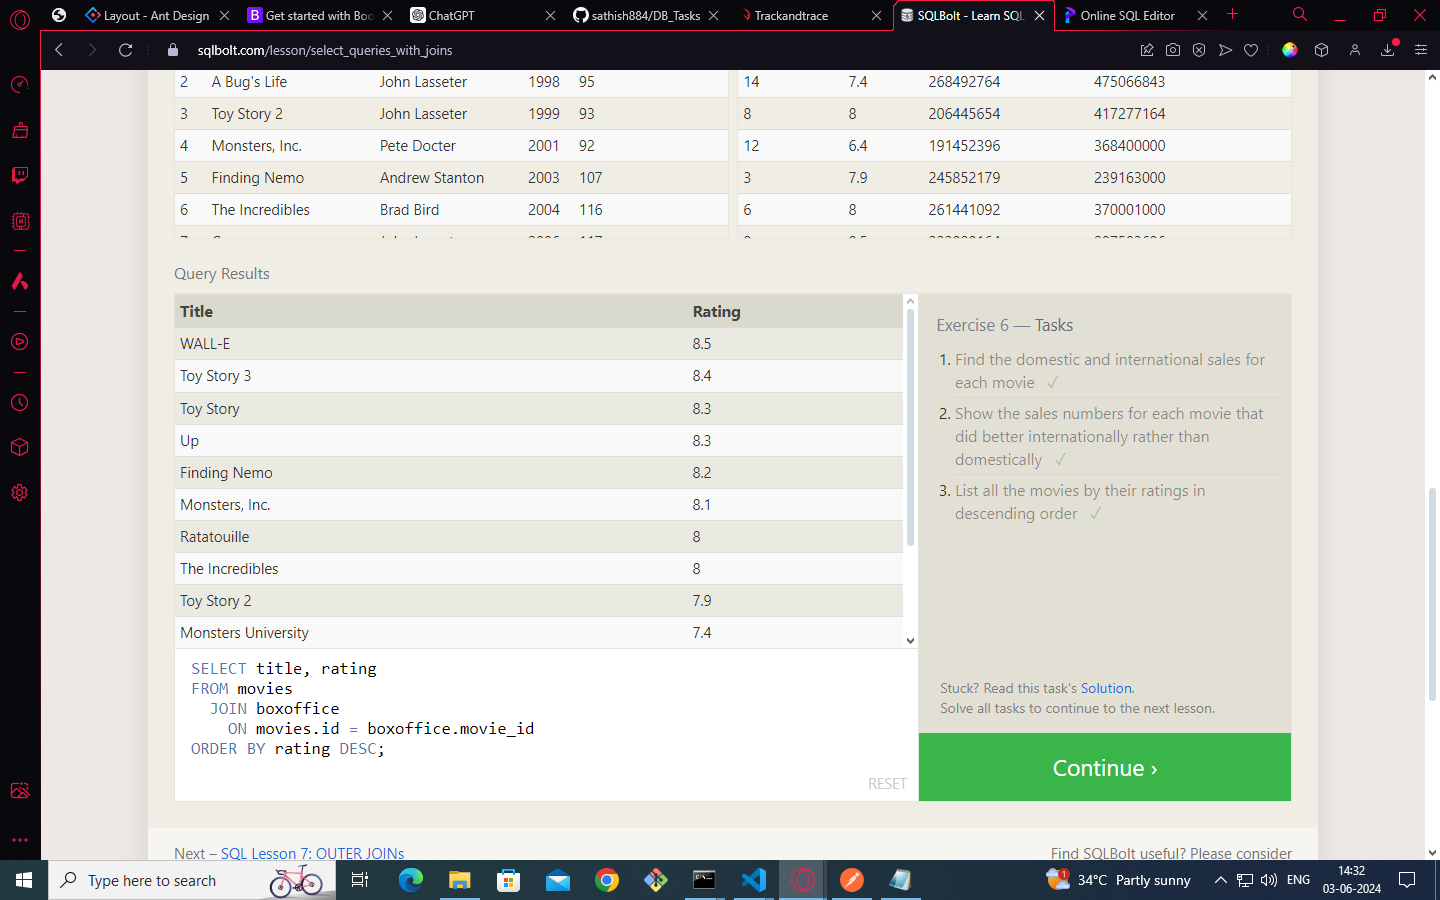 Layout - Ant Design
Get started with Boo
ChatGPT
sathish884/DB_Tasks
Trackandtrace
SQLBolt - Learn SQL
Online SQL Editor
sqlbolt.com/lesson/select_queries_with_joins
2 A Bug's Life John Lasseter 1998 95
3 Toy Story 2 John Lasseter 1999 93
4 Monsters, Inc. Pete Docter 2001 92
5 Finding Nemo Andrew Stanton 2003 107
6 The Incredibles Brad Bird 2004 116
14 7.4 268492764 475066843
8 8 206445654 417277164
12 6.4 191452396 368400000
3 7.9 245852179 239163000
6 8 261441092 370001000
Query Results
Title Rating
WALL-E 8.5
Toy Story 3 8.4
Toy Story 8.3
Up 8.3
Finding Nemo 8.2
Monsters, Inc. 8.1
Ratatouille 8
The Incredibles 8
Toy Story 2 7.9
Monsters University 7.4
SELECT title, rating
FROM movies
JOIN boxoffice
ON movies.id = boxoffice.movie_id
ORDER BY rating DESC;
RESET
Exercise 6 — Tasks
1. Find the domestic and international sales for
each movie ✓
2. Show the sales numbers for each movie that
did better internationally rather than
domestically ✓
3. List all the movies by their ratings in
descending order ✓
Stuck? Read this task's Solution.
Solve all tasks to continue to the next lesson.
Continue ›
Next – SQL Lesson 7: OUTER JOINs
Find SQLBolt useful? Please consider
Type here to search
1
34°C Partly sunny
ENG
14:32
03-06-2024